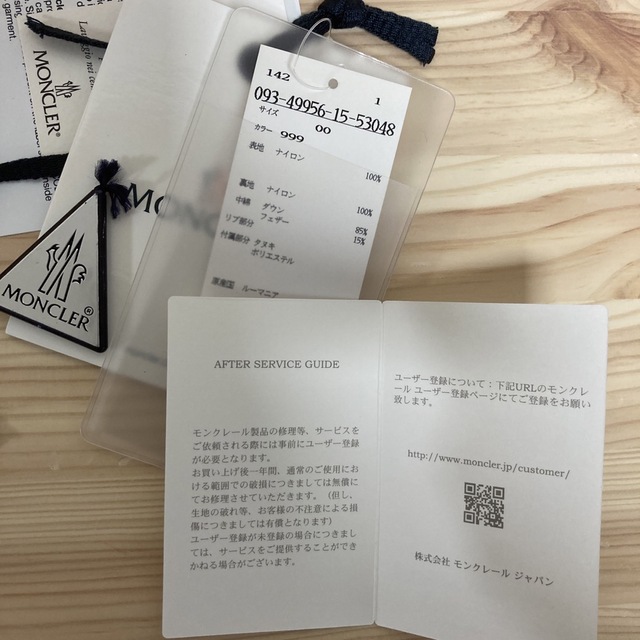 MONCLER
Lang
garment.
MONC
MONCLER
142 1
093-49956-15-53048
サイズ 00
カラー 999
表地 ナイロン 100%
裏地 ナイロン 100%
中綿 ダウン 85%
フェザー 15%
リブ部分
付属部分 タヌキ
ポリエステル
原産国 ルーマニア
AFTER SERVICE GUIDE
モンクレール製品の修理等、サービスを
ご依頼される際には事前にユーザー登録
が必要となります。
お買い上げ後一年間、通常のご使用にお
ける範囲での破損につきましては無償に
てお修理させていただきます。(但し、
生地の破れ等、お客様の不注意による損
傷につきましては有償となります)
ユーザー登録が未登録の場合につきまし
ては、サービスをご提供することができ
かねる場合がございます。
ユーザー登録について：下記URLのモンクレ
ール ユーザー登録ページにてご登録をお願い
致します。
http://www.moncler.jp/customer/
株式会社 モンクレール ジャパン